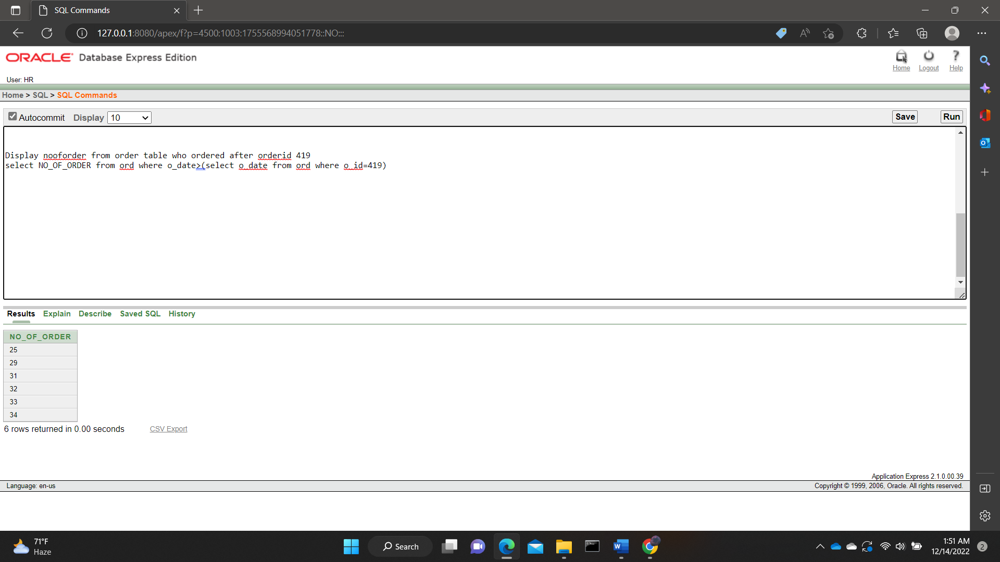 SQL Commands
127.0.0.1:8080/apex/f?p=4500:1003:1755568994051778::NO:::
ORACLE Database Express Edition
Home Logout Help
User: HR
Home > SQL > SQL Commands
Autocommit Display 10 Save Run
Display nooforder from order table who ordered after orderid 419
select NO_OF_ORDER from ord where o_date>(select o_date from ord where o_id=419)
Results Explain Describe Saved SQL History
NO_OF_ORDER
25
29
31
32
33
34
6 rows returned in 0.00 seconds CSV Export
Application Express 2.1.0.00.39
Language: en-us Copyright © 1999, 2006, Oracle. All rights reserved.
71°F
Haze
Search
1:51 AM
12/14/2022
2